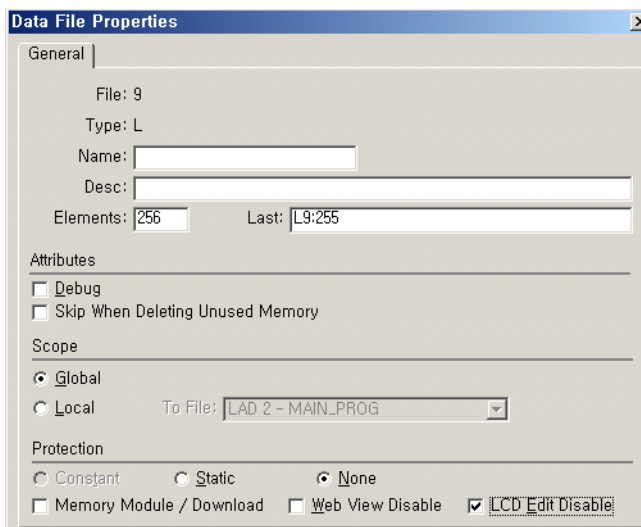 Data File Properties
General
File: 9
Type: L
Name:
Desc:
Elements: 256 Last: L9:255
Attributes
Debug
Skip When Deleting Unused Memory
Scope
Global
Local To File: LAD 2 - MAIN_PROG
Protection
Constant Static None
Memory Module / Download Web View Disable LCD Edit Disable